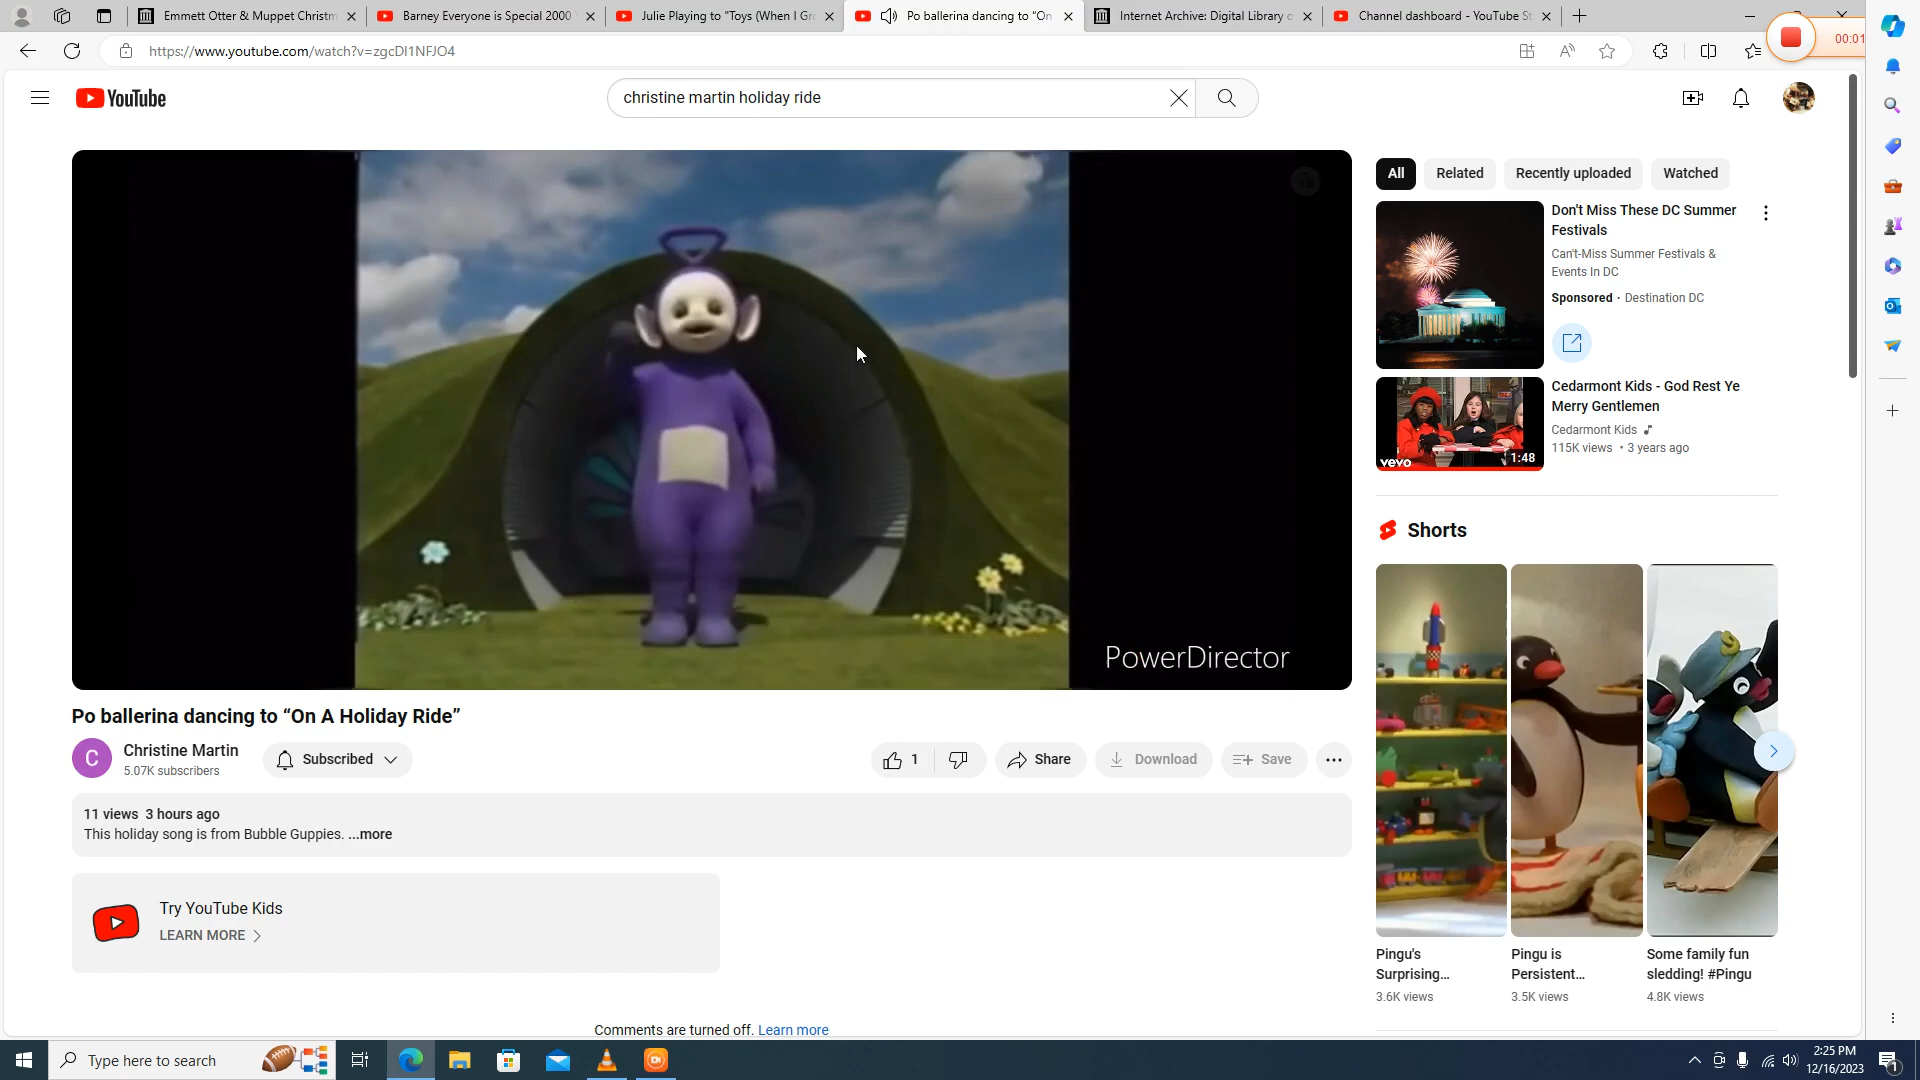 Emmett Otter & Muppet Christm
Barney Everyone is Special 2000
Julie Playing to "Toys (When I Gr
Po ballerina dancing to "On
Internet Archive: Digital Library o
Channel dashboard - YouTube St
https://www.youtube.com/watch?v=zgcDI1NFJO4
00:01
YouTube
christine martin holiday ride
PowerDirector
Po ballerina dancing to “On A Holiday Ride”
C
Christine Martin
5.07K subscribers
Subscribed
1
Share
Download
Save
11 views 3 hours ago
This holiday song is from Bubble Guppies. ...more
Try YouTube Kids
LEARN MORE
Comments are turned off. Learn more
All
Related
Recently uploaded
Watched
Don't Miss These DC Summer
Festivals
Can't-Miss Summer Festivals &
Events In DC
Sponsored · Destination DC
vevo
1:48
Cedarmont Kids - God Rest Ye
Merry Gentlemen
Cedarmont Kids
115K views • 3 years ago
Shorts
Pingu's
Surprising...
3.6K views
Pingu is
Persistent...
3.5K views
Some family fun
sledding! #Pingu
4.8K views
Type here to search
2:25 PM
12/16/2023
1